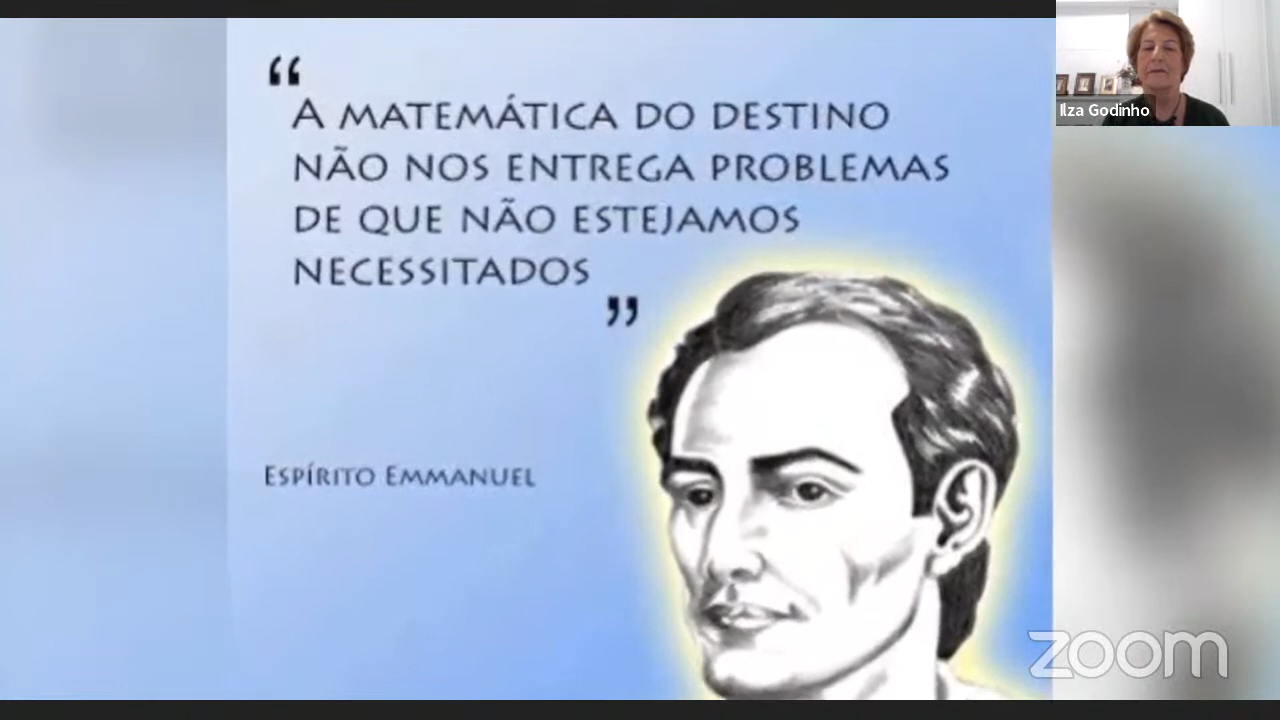 “
A MATEMÁTICA DO DESTINO
NÃO NOS ENTREGA PROBLEMAS
DE QUE NÃO ESTEJAMOS
NECESSITADOS
”
ESPÍRITO EMMANUEL
Ilza Godinho
zoom